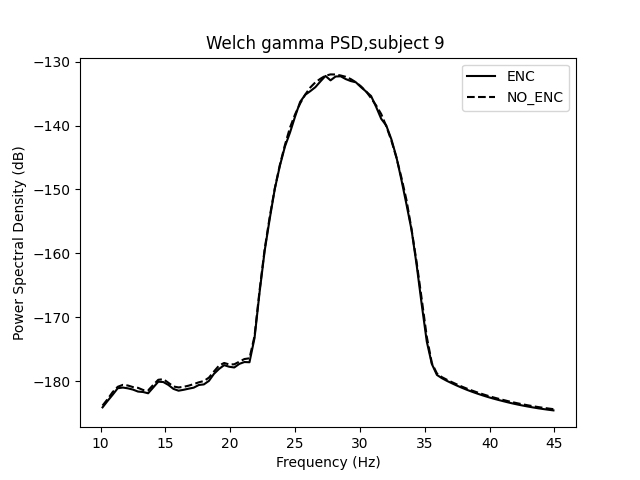 Welch gamma PSD,subject 9
ENC
NO_ENC
Power Spectral Density (dB)
−130
−140
−150
−160
−170
−180
10 15 20 25 30 35 40 45
Frequency (Hz)